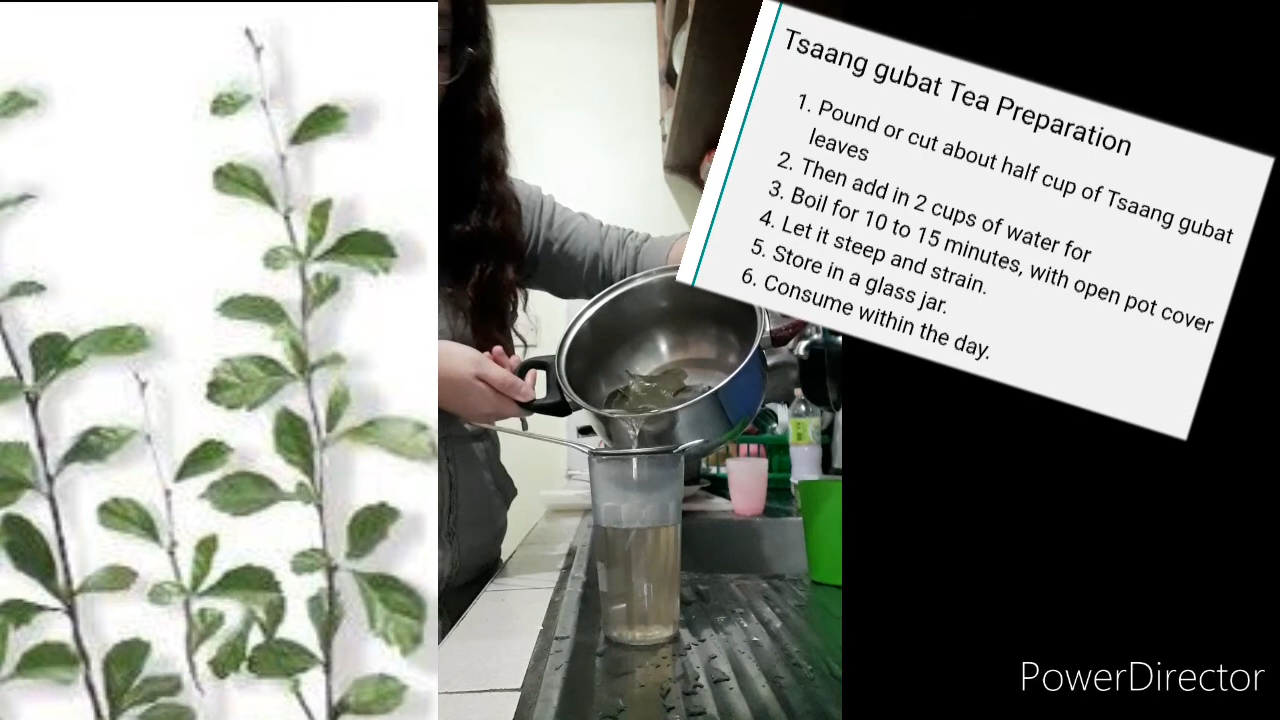 Tsaang gubat Tea Preparation
1. Pound or cut about half cup of Tsaang gubat
leaves
2. Then add in 2 cups of water for
3. Boil for 10 to 15 minutes, with open pot cover
4. Let it steep and strain.
5. Store in a glass jar.
6. Consume within the day.
PowerDirector